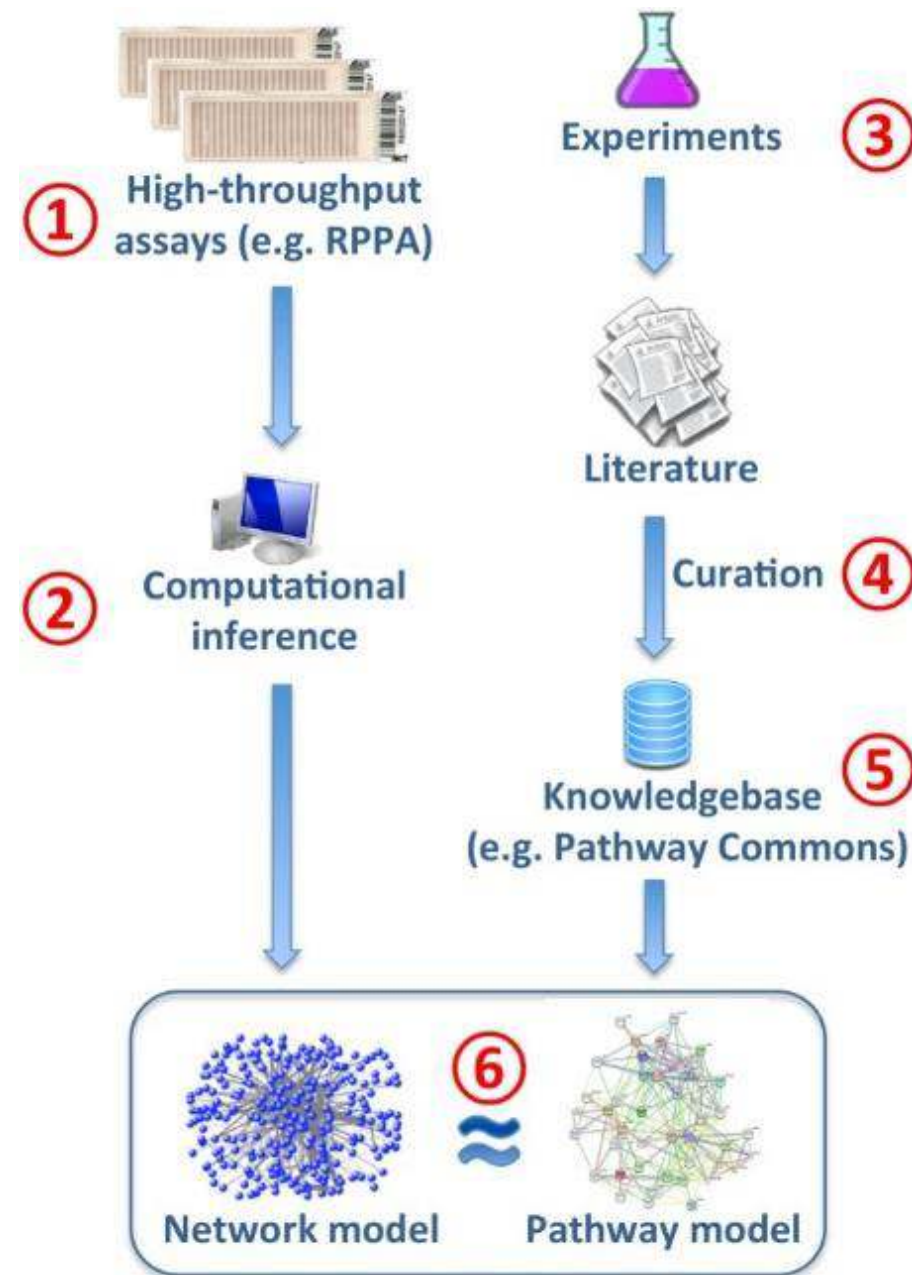 Experiments
3
High-throughput
assays (e.g. RPPA)
1
Literature
Computational
inference
2
Curation
4
Knowledgebase
(e.g. Pathway Commons)
5
6
≈
Network model
Pathway model